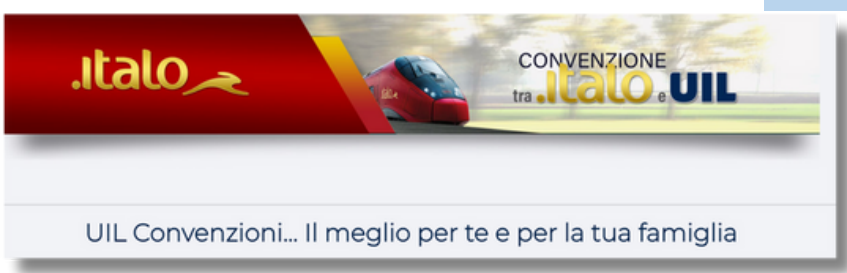 .italo
CONVENZIONE
tra .italo e UIL
UIL Convenzioni... Il meglio per te e per la tua famiglia